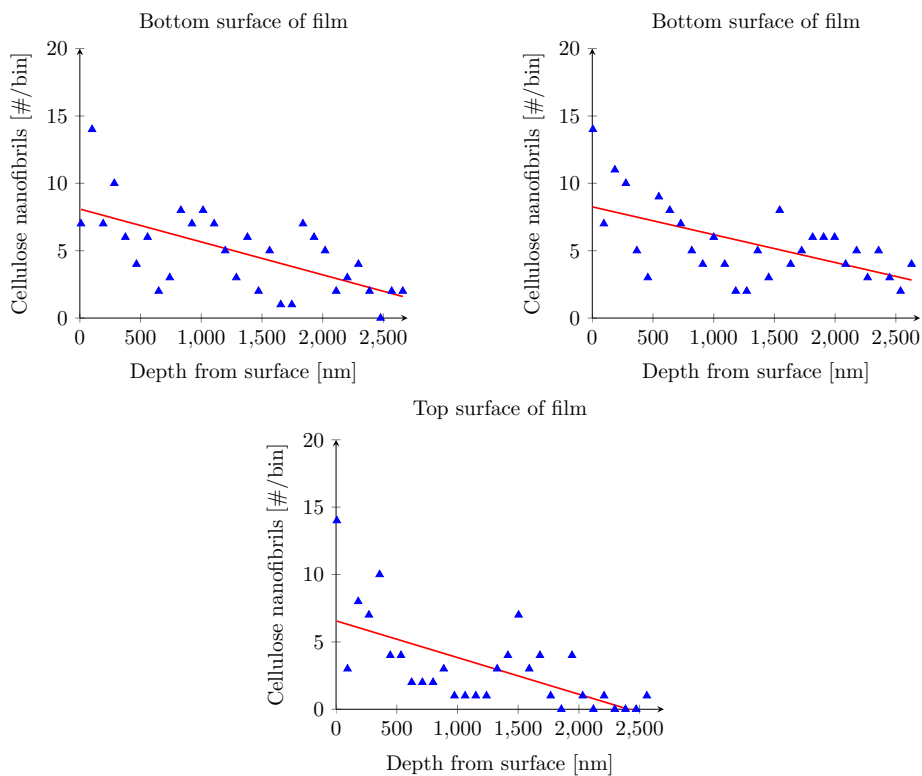 Bottom surface of film
Cellulose nanofibrils [#/bin]
20
15
10
5
0
0 500 1,000 1,500 2,000 2,500
Depth from surface [nm]
Bottom surface of film
Cellulose nanofibrils [#/bin]
20
15
10
5
0
0 500 1,000 1,500 2,000 2,500
Depth from surface [nm]
Top surface of film
Cellulose nanofibrils [#/bin]
20
15
10
5
0
0 500 1,000 1,500 2,000 2,500
Depth from surface [nm]